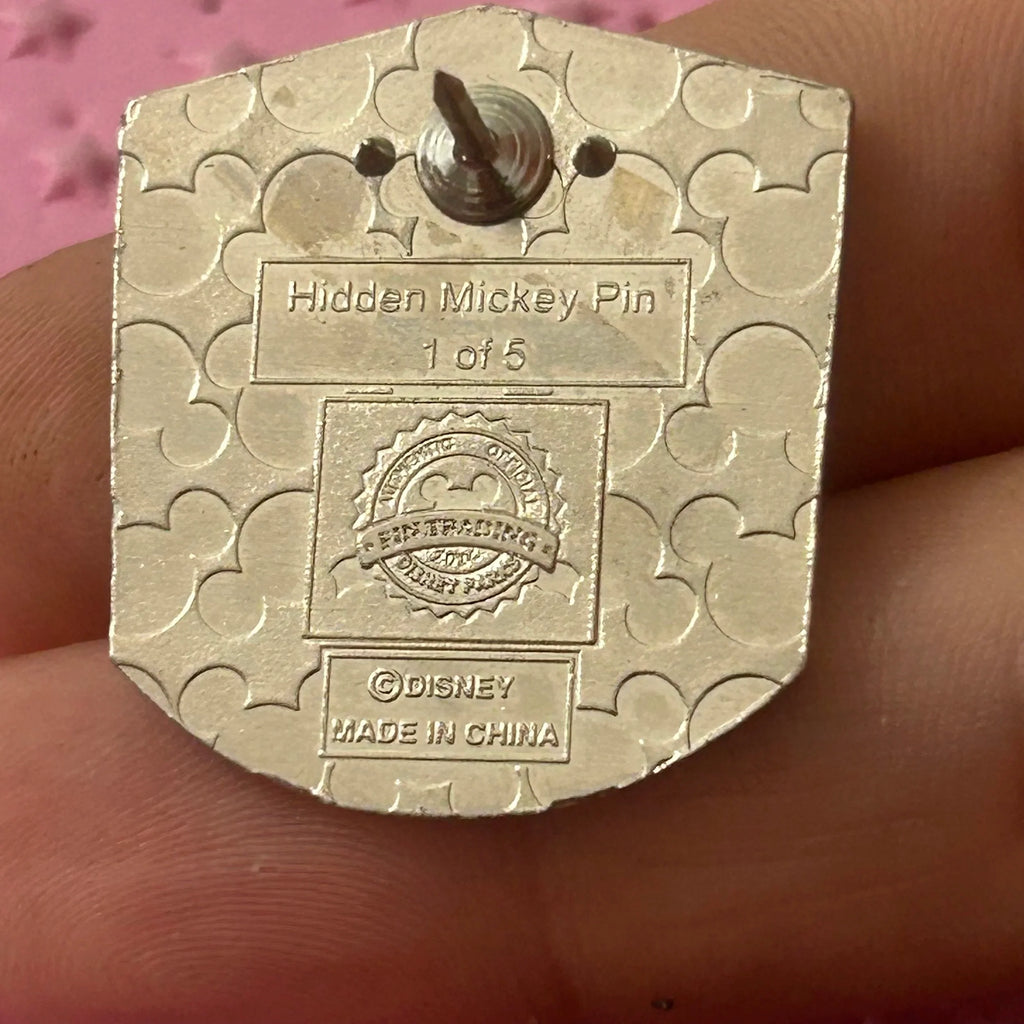 Hidden Mickey Pin
1 of 5
AUTHENTIC OFFICIAL
PIN TRADING
DISNEY PARKS
©DISNEY
MADE IN CHINA